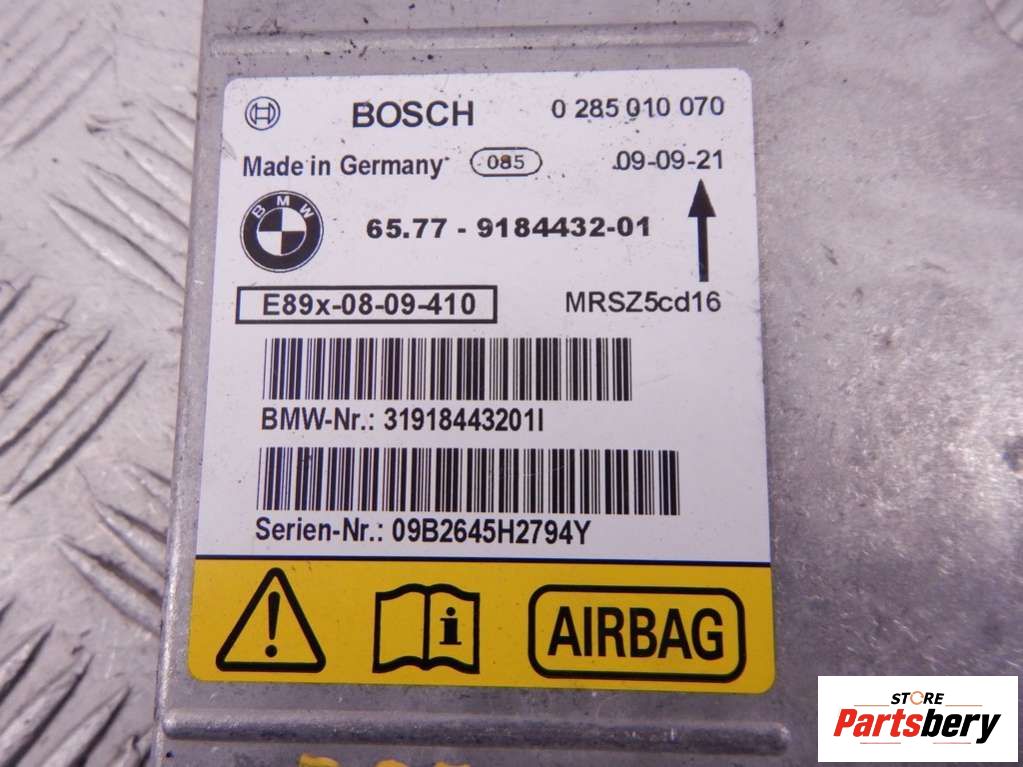 BOSCH 0 285 010 070
Made in Germany 085 09-09-21
BMW 65.77 - 9184432-01
E89x-08-09-410 MRSZ5cd16
BMW-Nr.: 31918443201I
Serien-Nr.: 09B2645H2794Y
AIRBAG
STORE
Partsbery